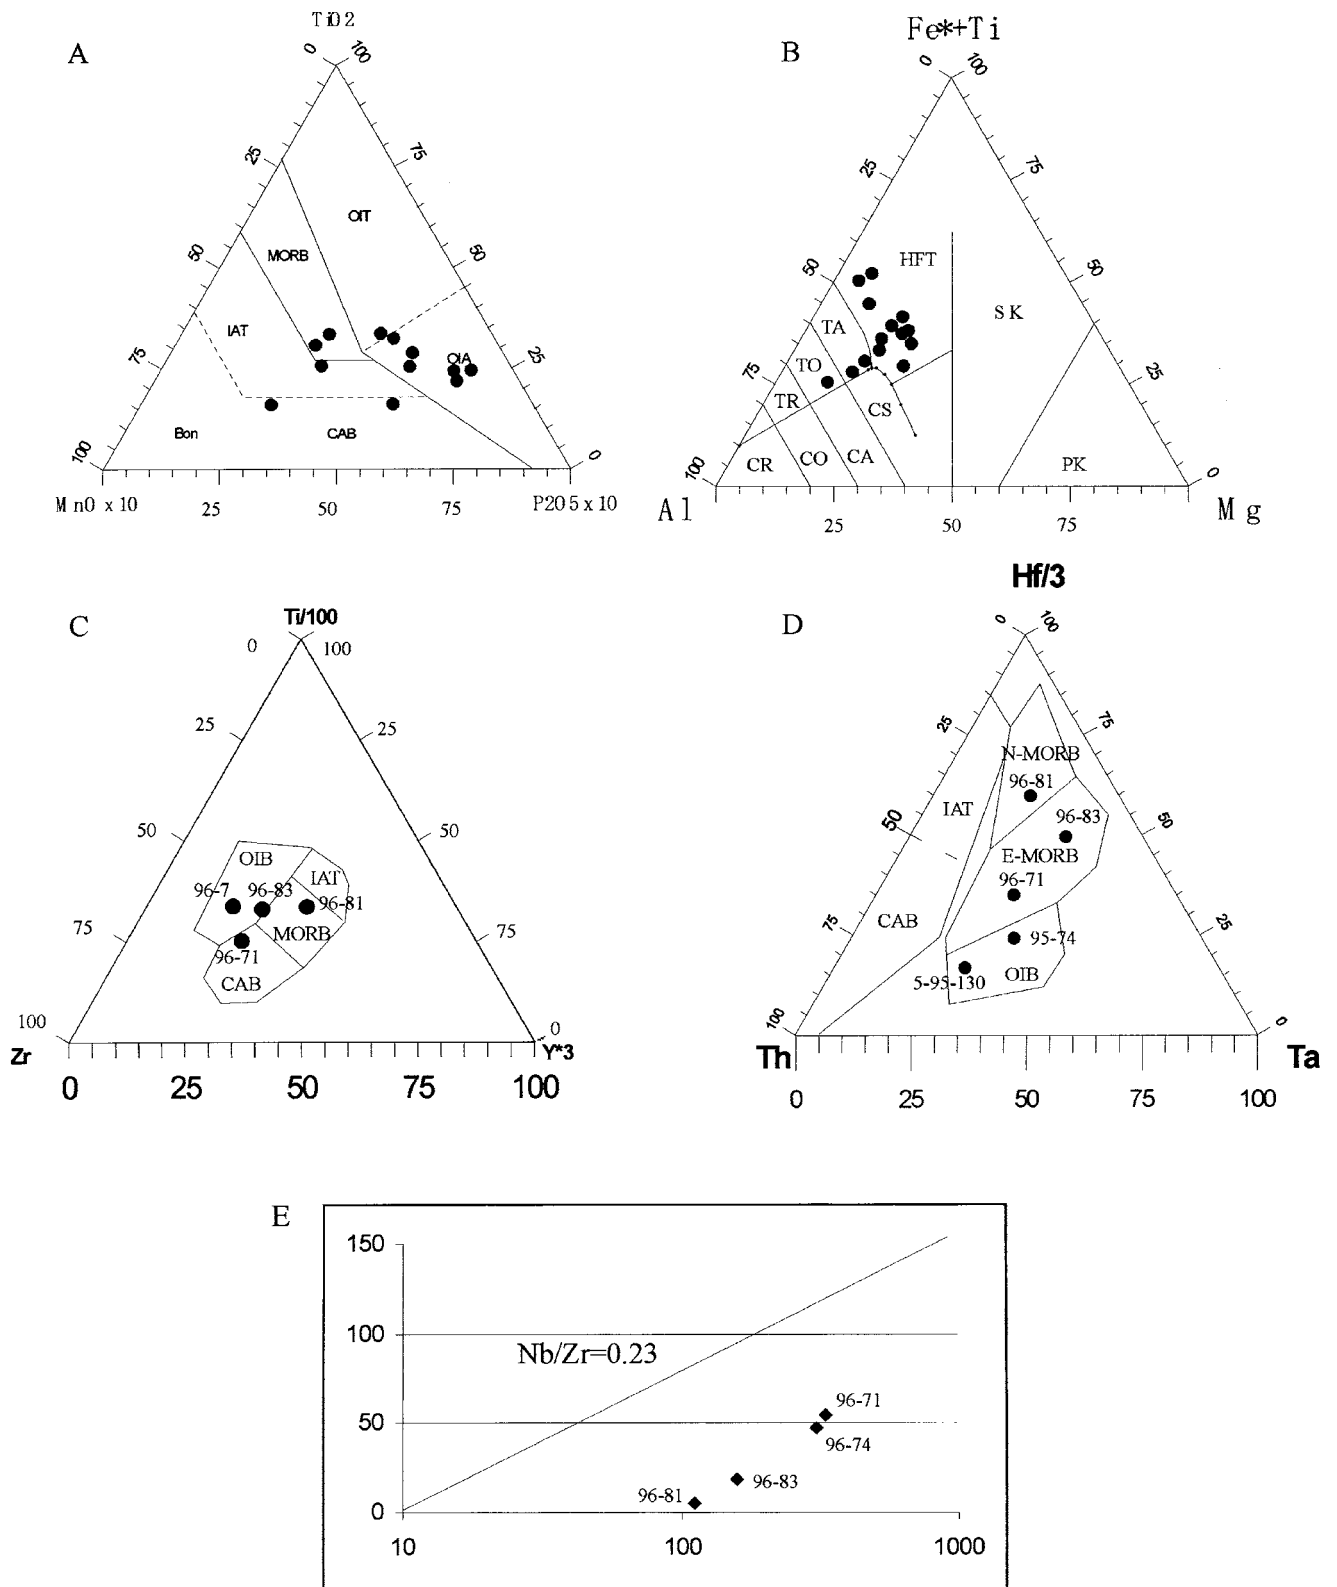 A
TiO2
0 100
25 75
OIT
MORB
50 50
IAT
75 25
OIA
Bon CAB
100 0
MnO x10 25 50 75 P2O5 x10
B
Fe*+Ti
0 100
25 75
50 HFT 50
SK
TA
TO
75 25
TR CS
CR CO CA PK
100 0
Al 25 50 75 Mg
C
Ti/100
0 100
25 25
50 50
OIB
IAT
96-7 96-83 96-81
75 MORB 75
96-71
CAB
100 0
Zr Y*3
0 25 50 75 100
D
Hf/3
0 100
25 75
N-MORB
96-81
IAT
50 96-83 50
E-MORB
96-71
CAB 25
75 95-74
5-95-130 OIB
100 0
Th Ta
0 25 50 75 100
E
150
100
Nb/Zr=0.23
96-71
50
96-74
96-83
96-81
0
10 100 1000